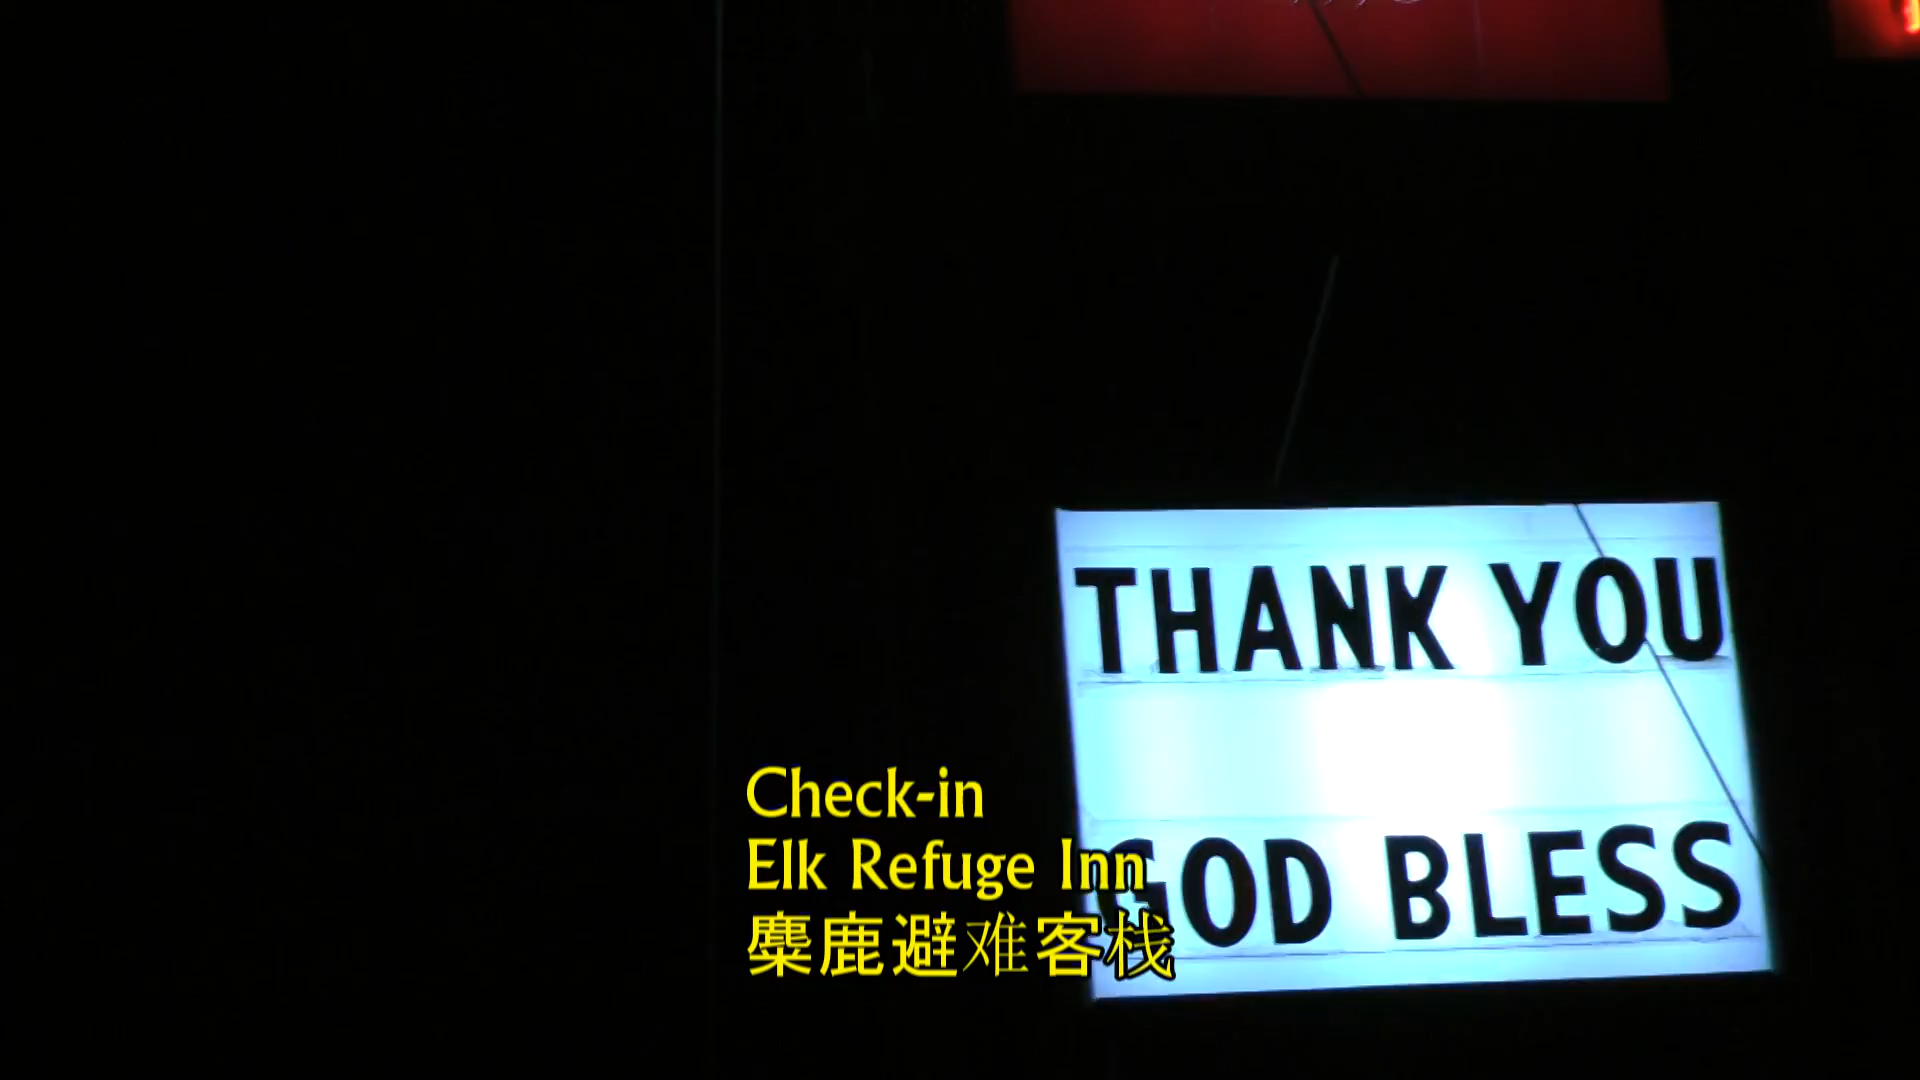 THANK YOU
GOD BLESS
Check-in
Elk Refuge Inn
麋鹿避难客栈